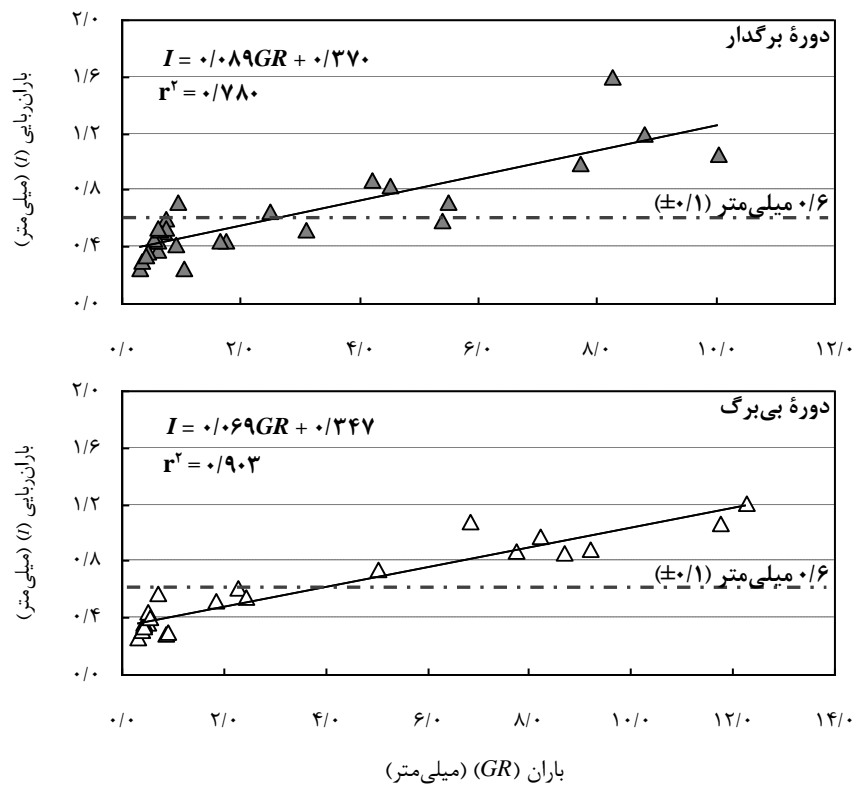 ۲/۰
دورهٔ برگدار
I = ۰/۰۸۹GR + ۰/۳۷۰
r² = ۰/۷۸۰
۱/۶
۱/۲
۰/۸
۰/۶ میلی‌متر (±۰/۱)
۰/۴
۰/۰
باران‌ربایی (I) (میلی‌متر)
۰/۰ ۲/۰ ۴/۰ ۶/۰ ۸/۰ ۱۰/۰ ۱۲/۰
۲/۰
دورهٔ بی‌برگ
I = ۰/۰۶۹GR + ۰/۳۴۷
r² = ۰/۹۰۳
۱/۶
۱/۲
۰/۸
۰/۶ میلی‌متر (±۰/۱)
۰/۴
۰/۰
باران‌ربایی (I) (میلی‌متر)
۰/۰ ۲/۰ ۴/۰ ۶/۰ ۸/۰ ۱۰/۰ ۱۲/۰ ۱۴/۰
باران (GR) (میلی‌متر)